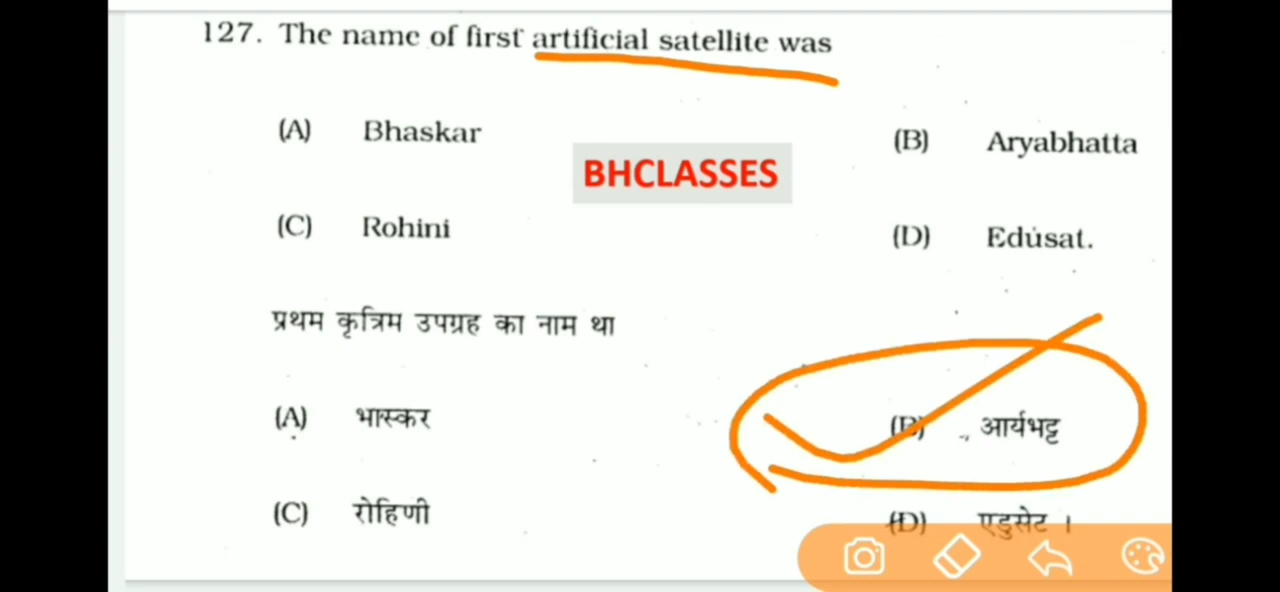 127. The name of first artificial satellite was
(A) Bhaskar (B) Aryabhatta
BHCLASSES
(C) Rohini (D) Edusat.
प्रथम कृत्रिम उपग्रह का नाम था
(A) भास्कर (B) आर्यभट्ट
(C) रोहिणी (D) एडुसेट ।